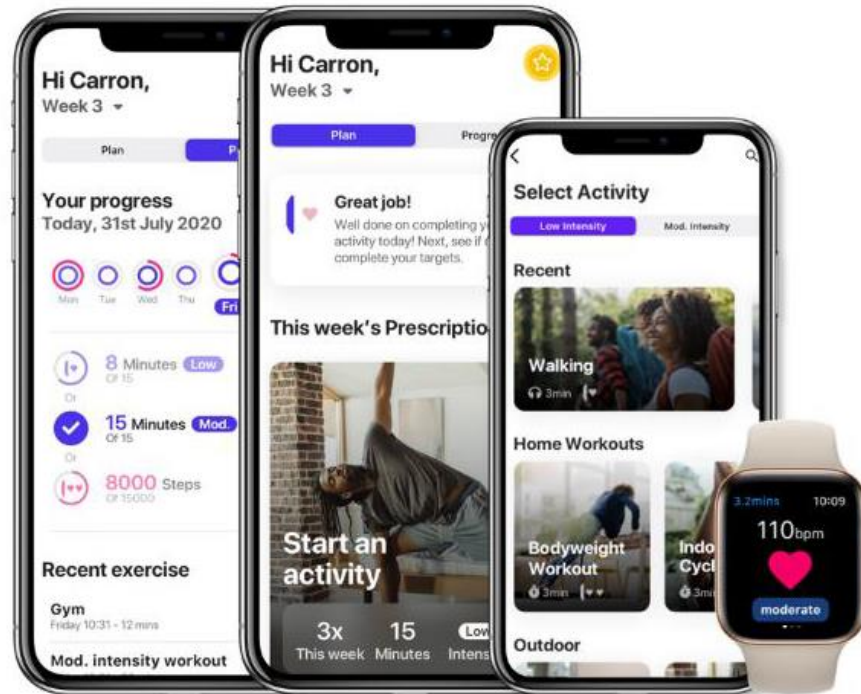 Hi Carron,
Week 3
Plan
Your progress
Today, 31st July 2020
Mon Tue Wed Thu Fri
8 Minutes Low
Of 15
Or
15 Minutes Mod.
Of 15
Or
8000 Steps
Of 15000
Recent exercise
Gym
Friday 10:31 - 12 mins
Mod. intensity workout
Hi Carron,
Week 3
Plan
Great job!
Well done on completing
activity today! Next, see if
complete your targets.
This week's
Start an
activity
3x 15 Low
This week Minutes
Select Activity
Low Intensity Mod. Intensity
Recent
Walking
3min
Home Workouts
Bodyweight
Workout
3min
Outdoor
3.2mins 10:09
110bpm
moderate